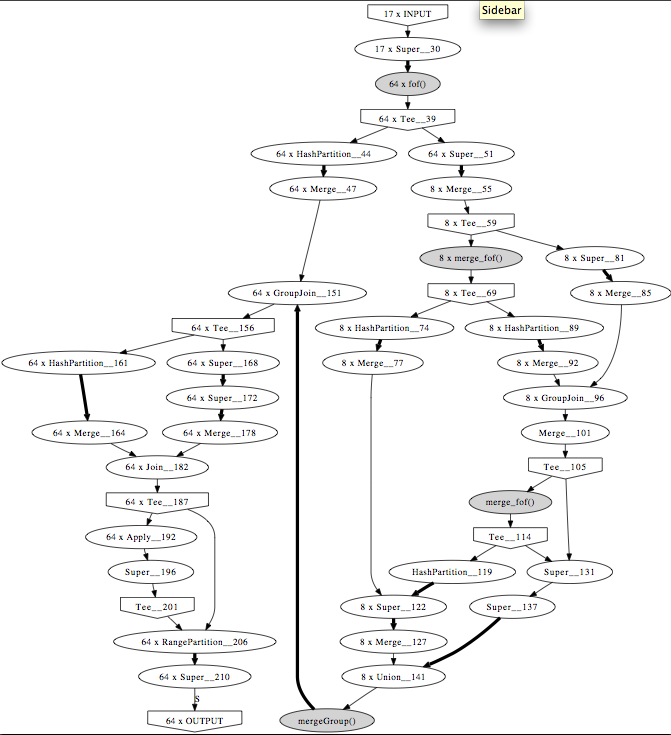 Sidebar
17 x INPUT
17 x Super__30
64 x fof()
64 x Tee__39
64 x HashPartition__44
64 x Super__51
64 x Merge__47
8 x Merge__55
8 x Tee__59
8 x merge_fof()
8 x Super__81
64 x GroupJoin__151
8 x Tee__69
8 x Merge__85
64 x Tee__156
8 x HashPartition__74
8 x HashPartition__89
64 x HashPartition__161
64 x Super__168
8 x Merge__77
8 x Merge__92
64 x Super__172
8 x GroupJoin__96
64 x Merge__164
64 x Merge__178
Merge__101
64 x Join__182
Tee__105
64 x Tee__187
merge_fof()
64 x Apply__192
Tee__114
Super__196
HashPartition__119
Super__131
Tee__201
8 x Super__122
Super__137
64 x RangePartition__206
8 x Merge__127
64 x Super__210
8 x Union__141
S
64 x OUTPUT
mergeGroup()